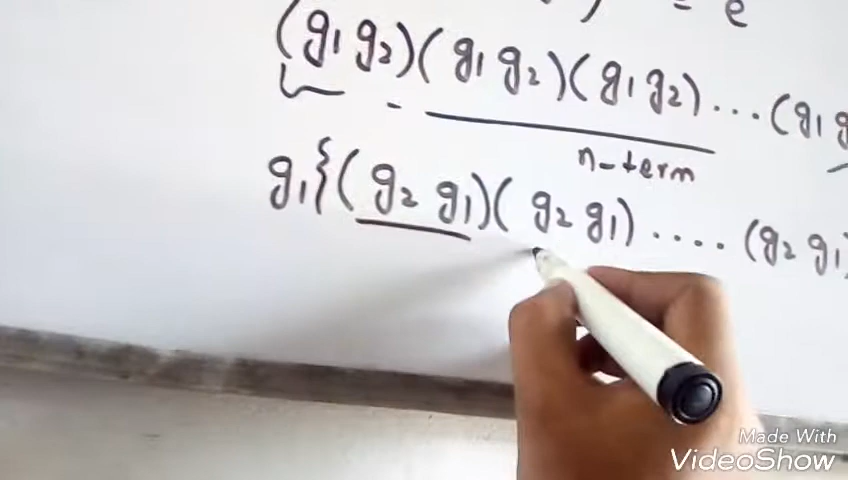 ) = e
(g₁ g₂)(g₁ g₂)(g₁ g₂)...(g₁ g
n-term
g₁{(g₂ g₁)(g₂ g₁)....(g₂ g₁)
Made With
VideoShow